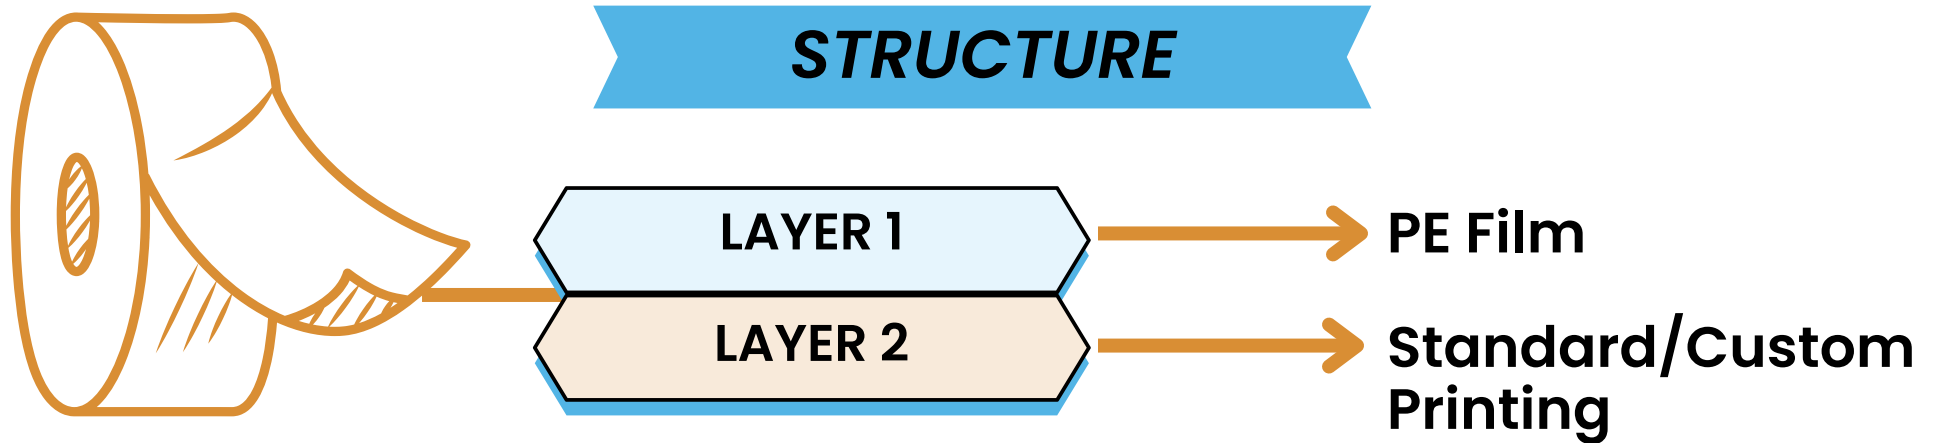 STRUCTURE
LAYER 1
PE Film
LAYER 2
Standard/Custom
Printing